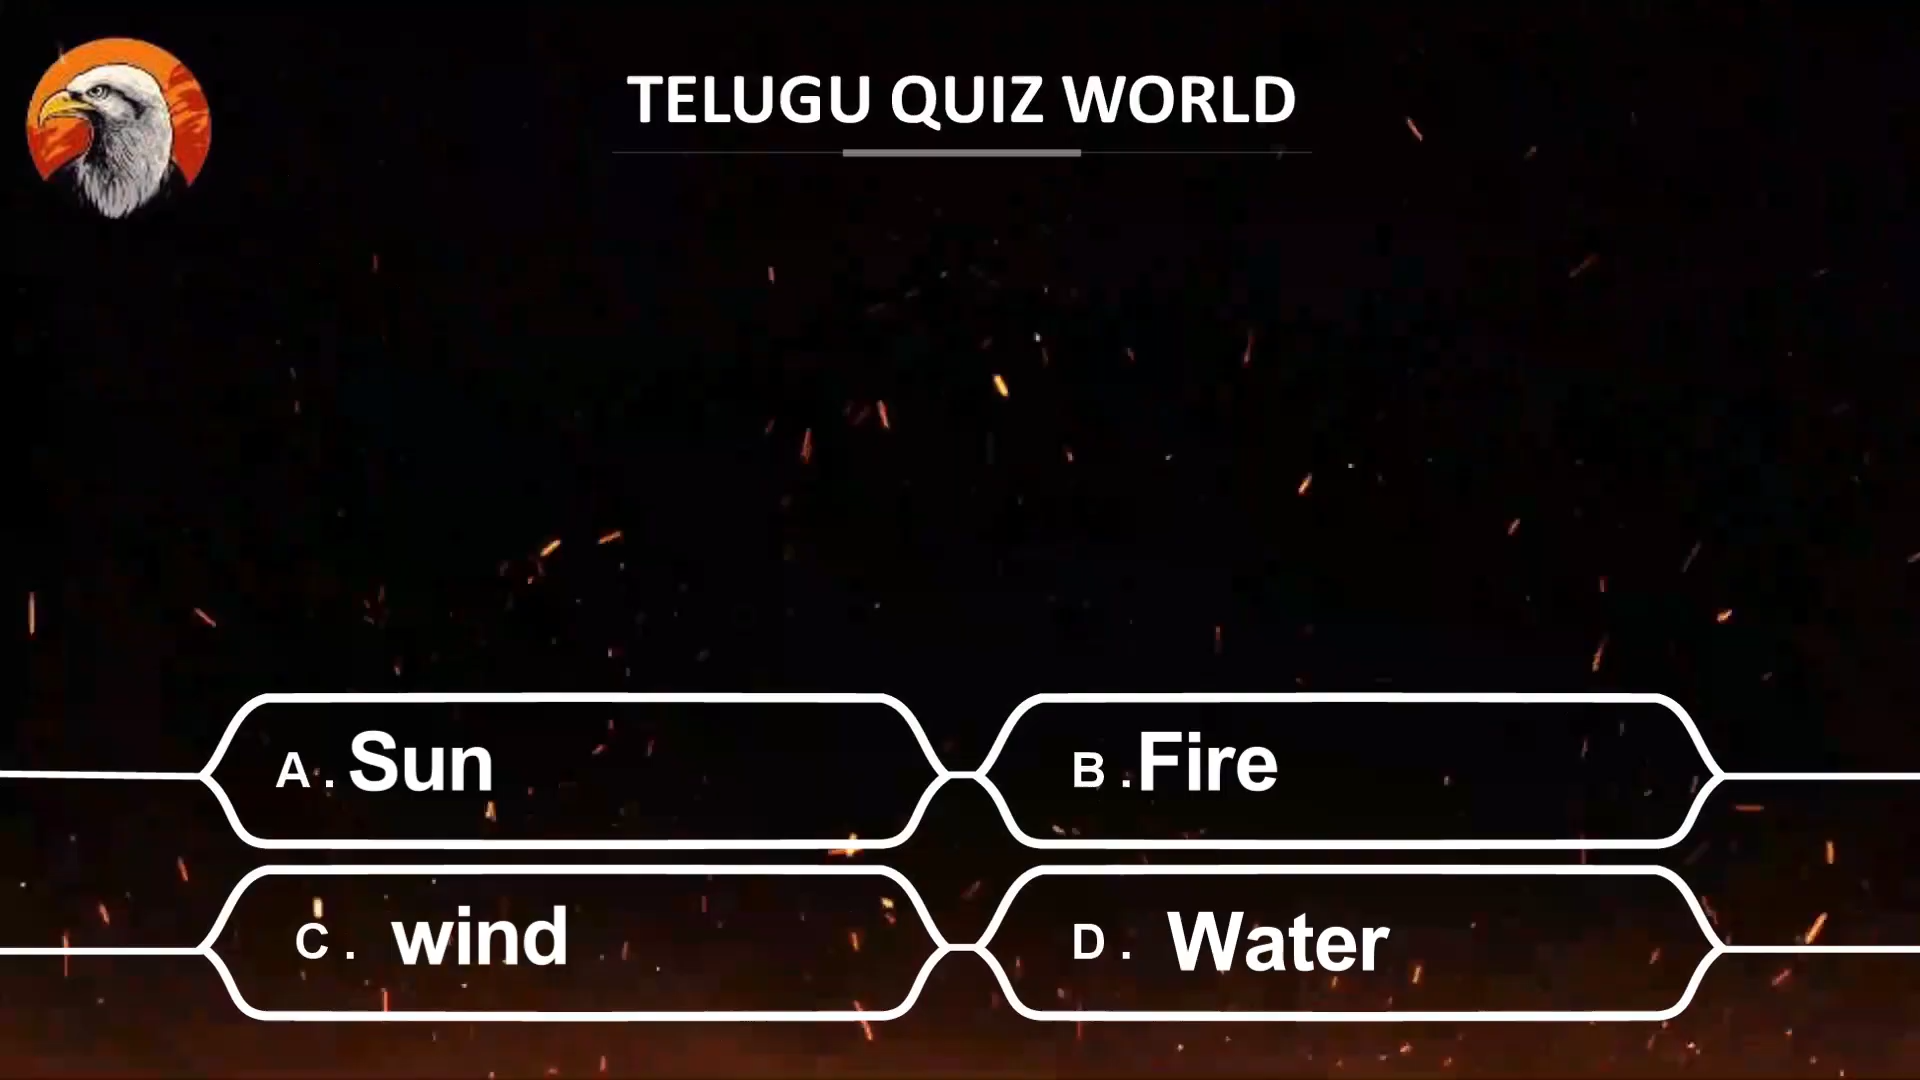 TELUGU QUIZ WORLD
A . Sun
B . Fire
C . wind
D . Water